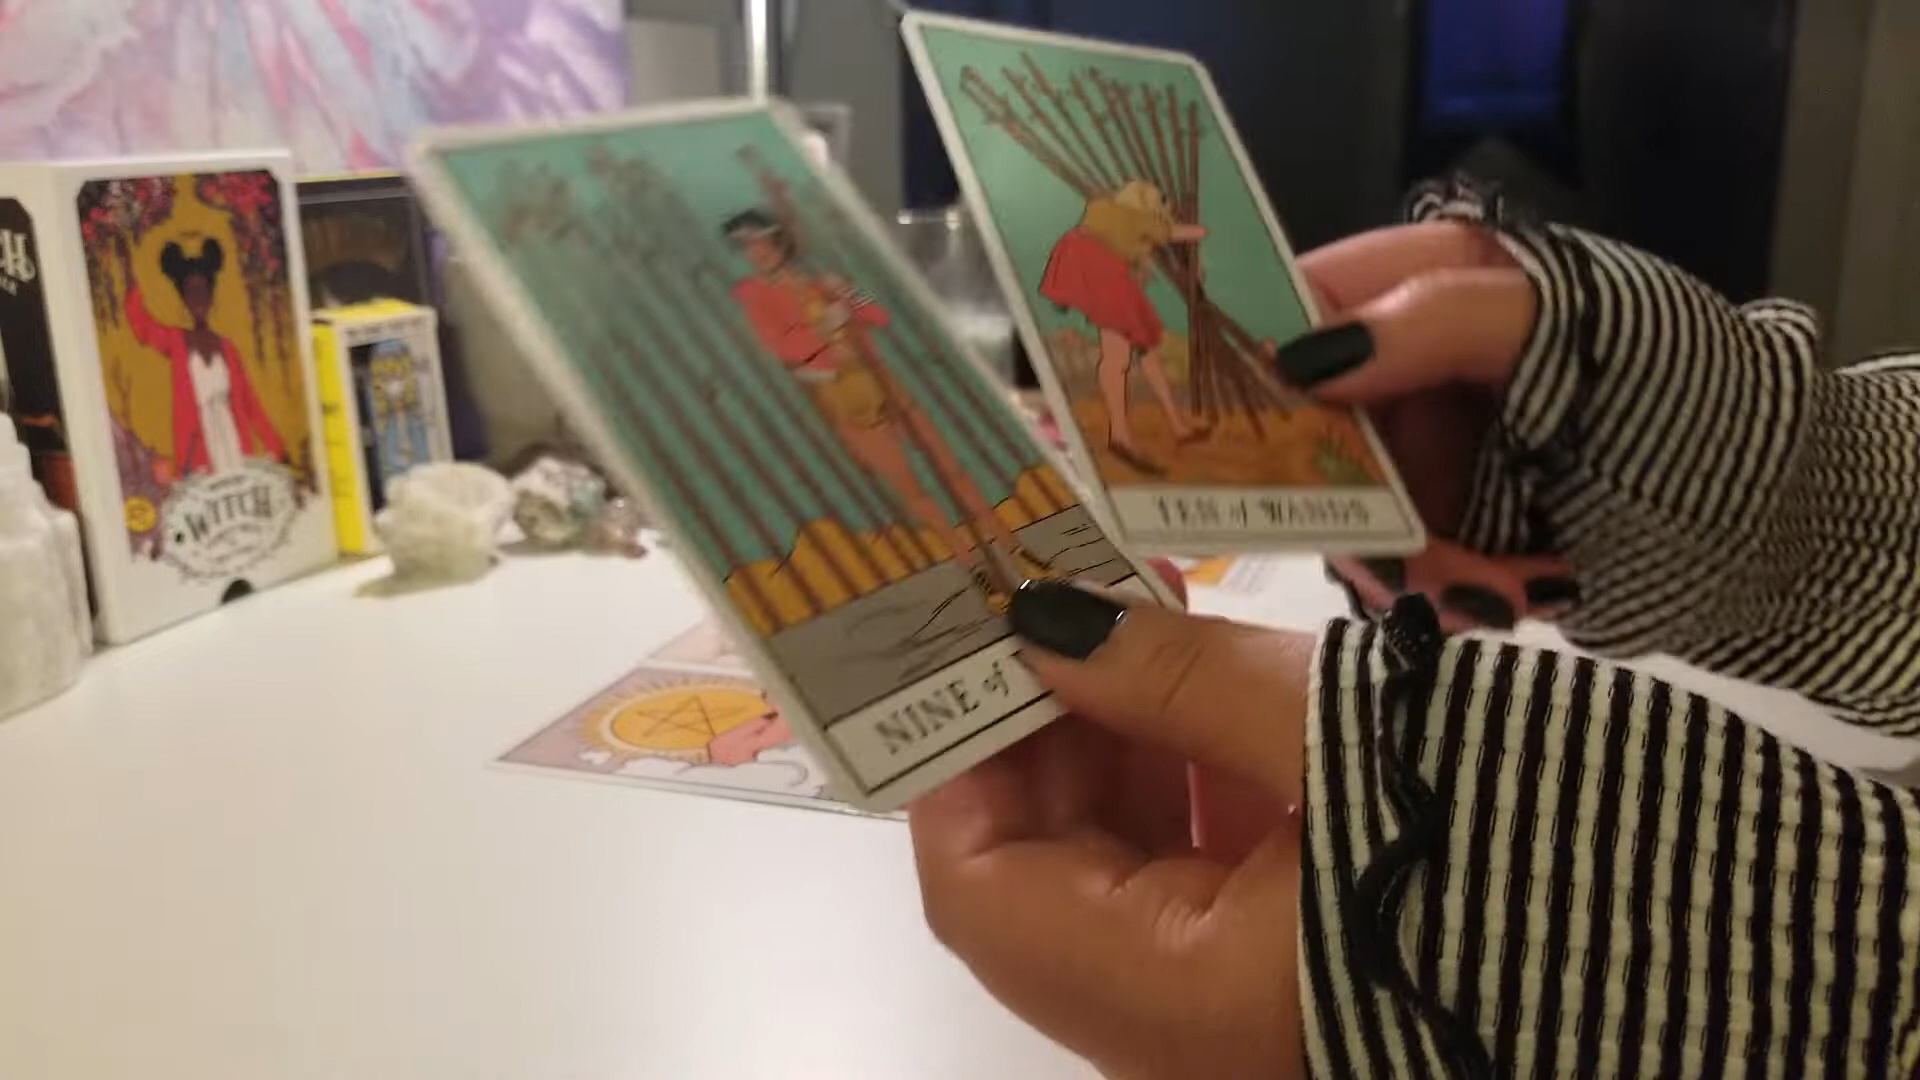 TEN of WANDS
NINE of
WITCH